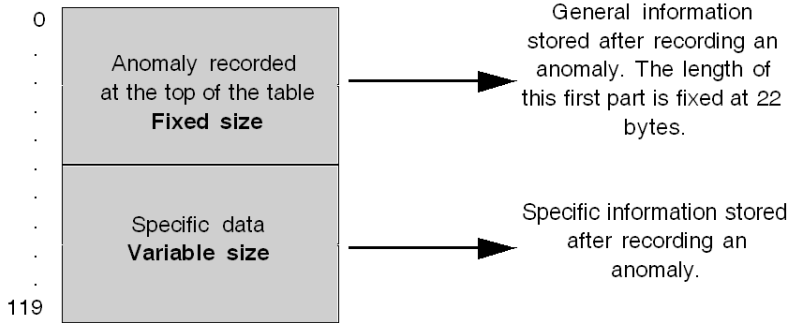 0
.
.
.
.
.
.
.
.
.
119
Anomaly recorded
at the top of the table
Fixed size
Specific data
Variable size
General information
stored after recording an
anomaly. The length of
this first part is fixed at 22
bytes.
Specific information stored
after recording an
anomaly.